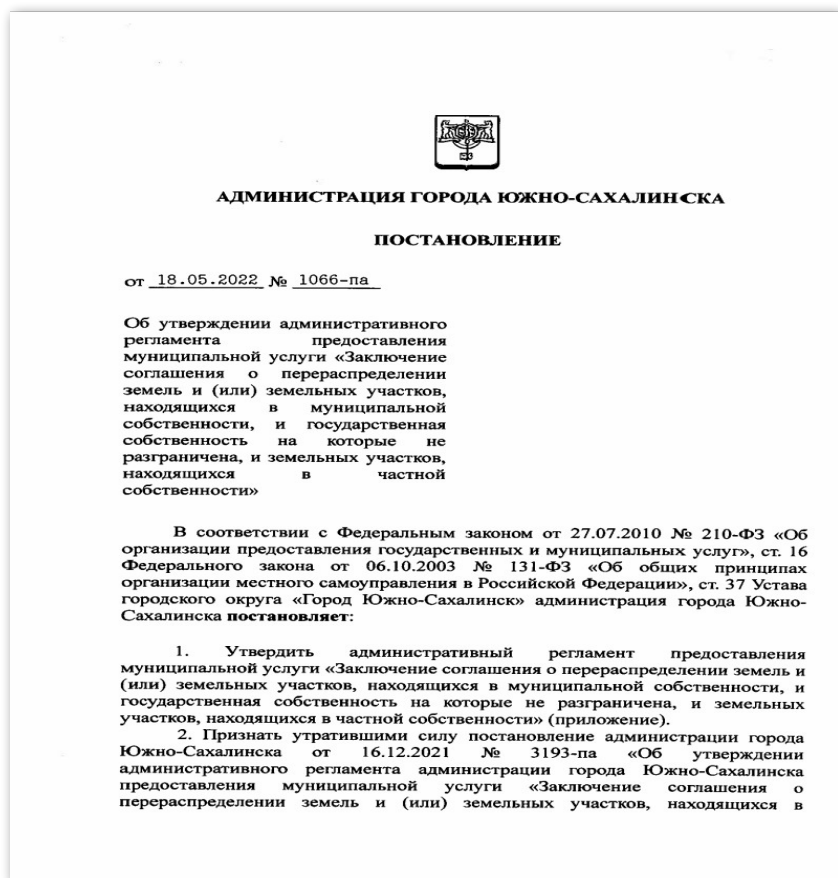 АДМИНИСТРАЦИЯ ГОРОДА ЮЖНО-САХАЛИНСКА
ПОСТАНОВЛЕНИЕ
от 18.05.2022 № 1066-па
Об утверждении административного
регламента предоставления
муниципальной услуги «Заключение
соглашения о перераспределении
земель и (или) земельных участков,
находящихся в муниципальной
собственности, и государственная
собственность на которые не
разграничена, и земельных участков,
находящихся в частной
собственности»
В соответствии с Федеральным законом от 27.07.2010 № 210-ФЗ «Об
организации предоставления государственных и муниципальных услуг», ст. 16
Федерального закона от 06.10.2003 № 131-ФЗ «Об общих принципах
организации местного самоуправления в Российской Федерации», ст. 37 Устава
городского округа «Город Южно-Сахалинск» администрация города Южно-
Сахалинска постановляет:
1. Утвердить административный регламент предоставления
муниципальной услуги «Заключение соглашения о перераспределении земель и
(или) земельных участков, находящихся в муниципальной собственности, и
государственная собственность на которые не разграничена, и земельных
участков, находящихся в частной собственности» (приложение).
2. Признать утратившими силу постановление администрации города
Южно-Сахалинска от 16.12.2021 № 3193-па «Об утверждении
административного регламента администрации города Южно-Сахалинска
предоставления муниципальной услуги «Заключение соглашения о
перераспределении земель и (или) земельных участков, находящихся в